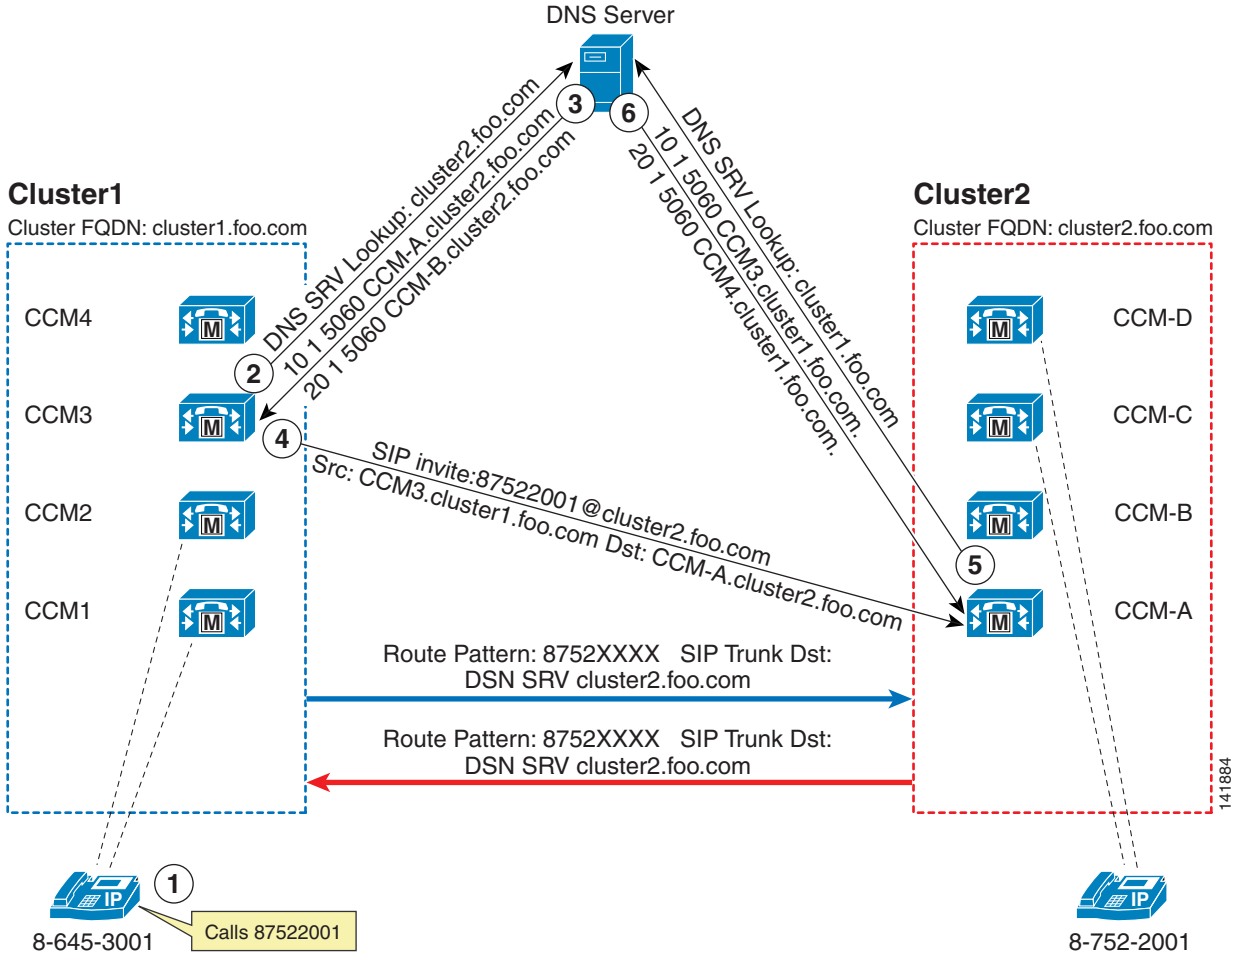 DNS Server
3
6
DNS SRV Lookup: cluster2.foo.com
10 1 5060 CCM-A.cluster2.foo.com
20 1 5060 CCM-B.cluster2.foo.com
DNS SRV Lookup: cluster1.foo.com
10 1 5060 CCM3.cluster1.foo.com.
20 1 5060 CCM4.cluster1.foo.com.
Cluster1
Cluster FQDN: cluster1.foo.com
CCM4
M
2
CCM3
M
4
CCM2
M
CCM1
M
Cluster2
Cluster FQDN: cluster2.foo.com
M
CCM-D
M
CCM-C
M
CCM-B
5
M
CCM-A
SIP invite:87522001@cluster2.foo.com
Src: CCM3.cluster1.foo.com Dst: CCM-A.cluster2.foo.com
Route Pattern: 8752XXXX SIP Trunk Dst:
DSN SRV cluster2.foo.com
Route Pattern: 8752XXXX SIP Trunk Dst:
DSN SRV cluster2.foo.com
141884
IP
1
Calls 87522001
8-645-3001
IP
8-752-2001